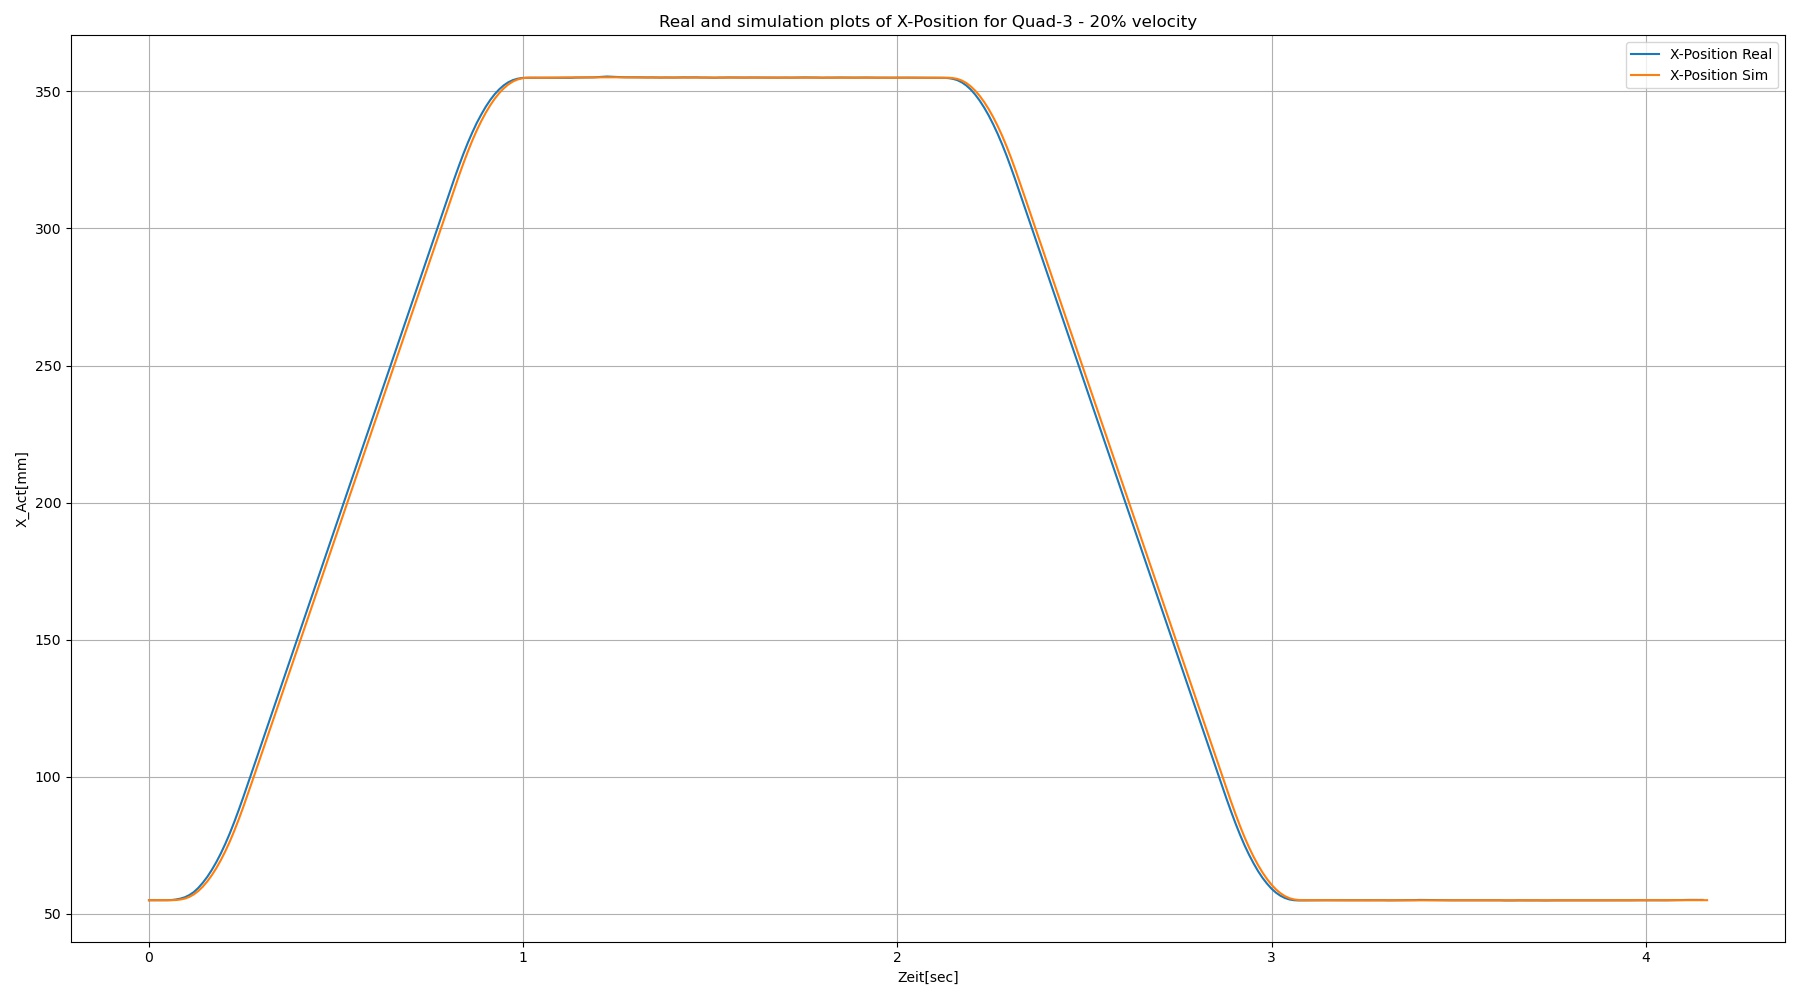 Real and simulation plots of X-Position for Quad-3 - 20% velocity
X-Position Real
X-Position Sim
350
300
250
200
150
100
50
X_Act[mm]
0 1 2 3 4
Zeit[sec]